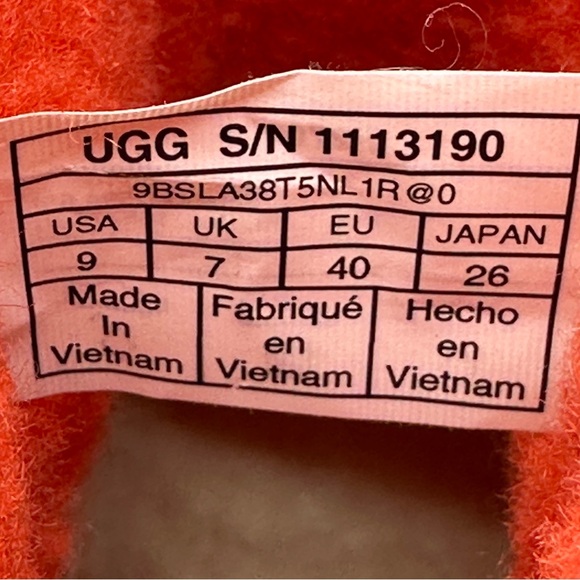 UGG S/N 1113190
9BSLA38T5NL1R@0
USA UK EU JAPAN
9 7 40 26
Made Fabriqué Hecho
In en en
Vietnam Vietnam Vietnam